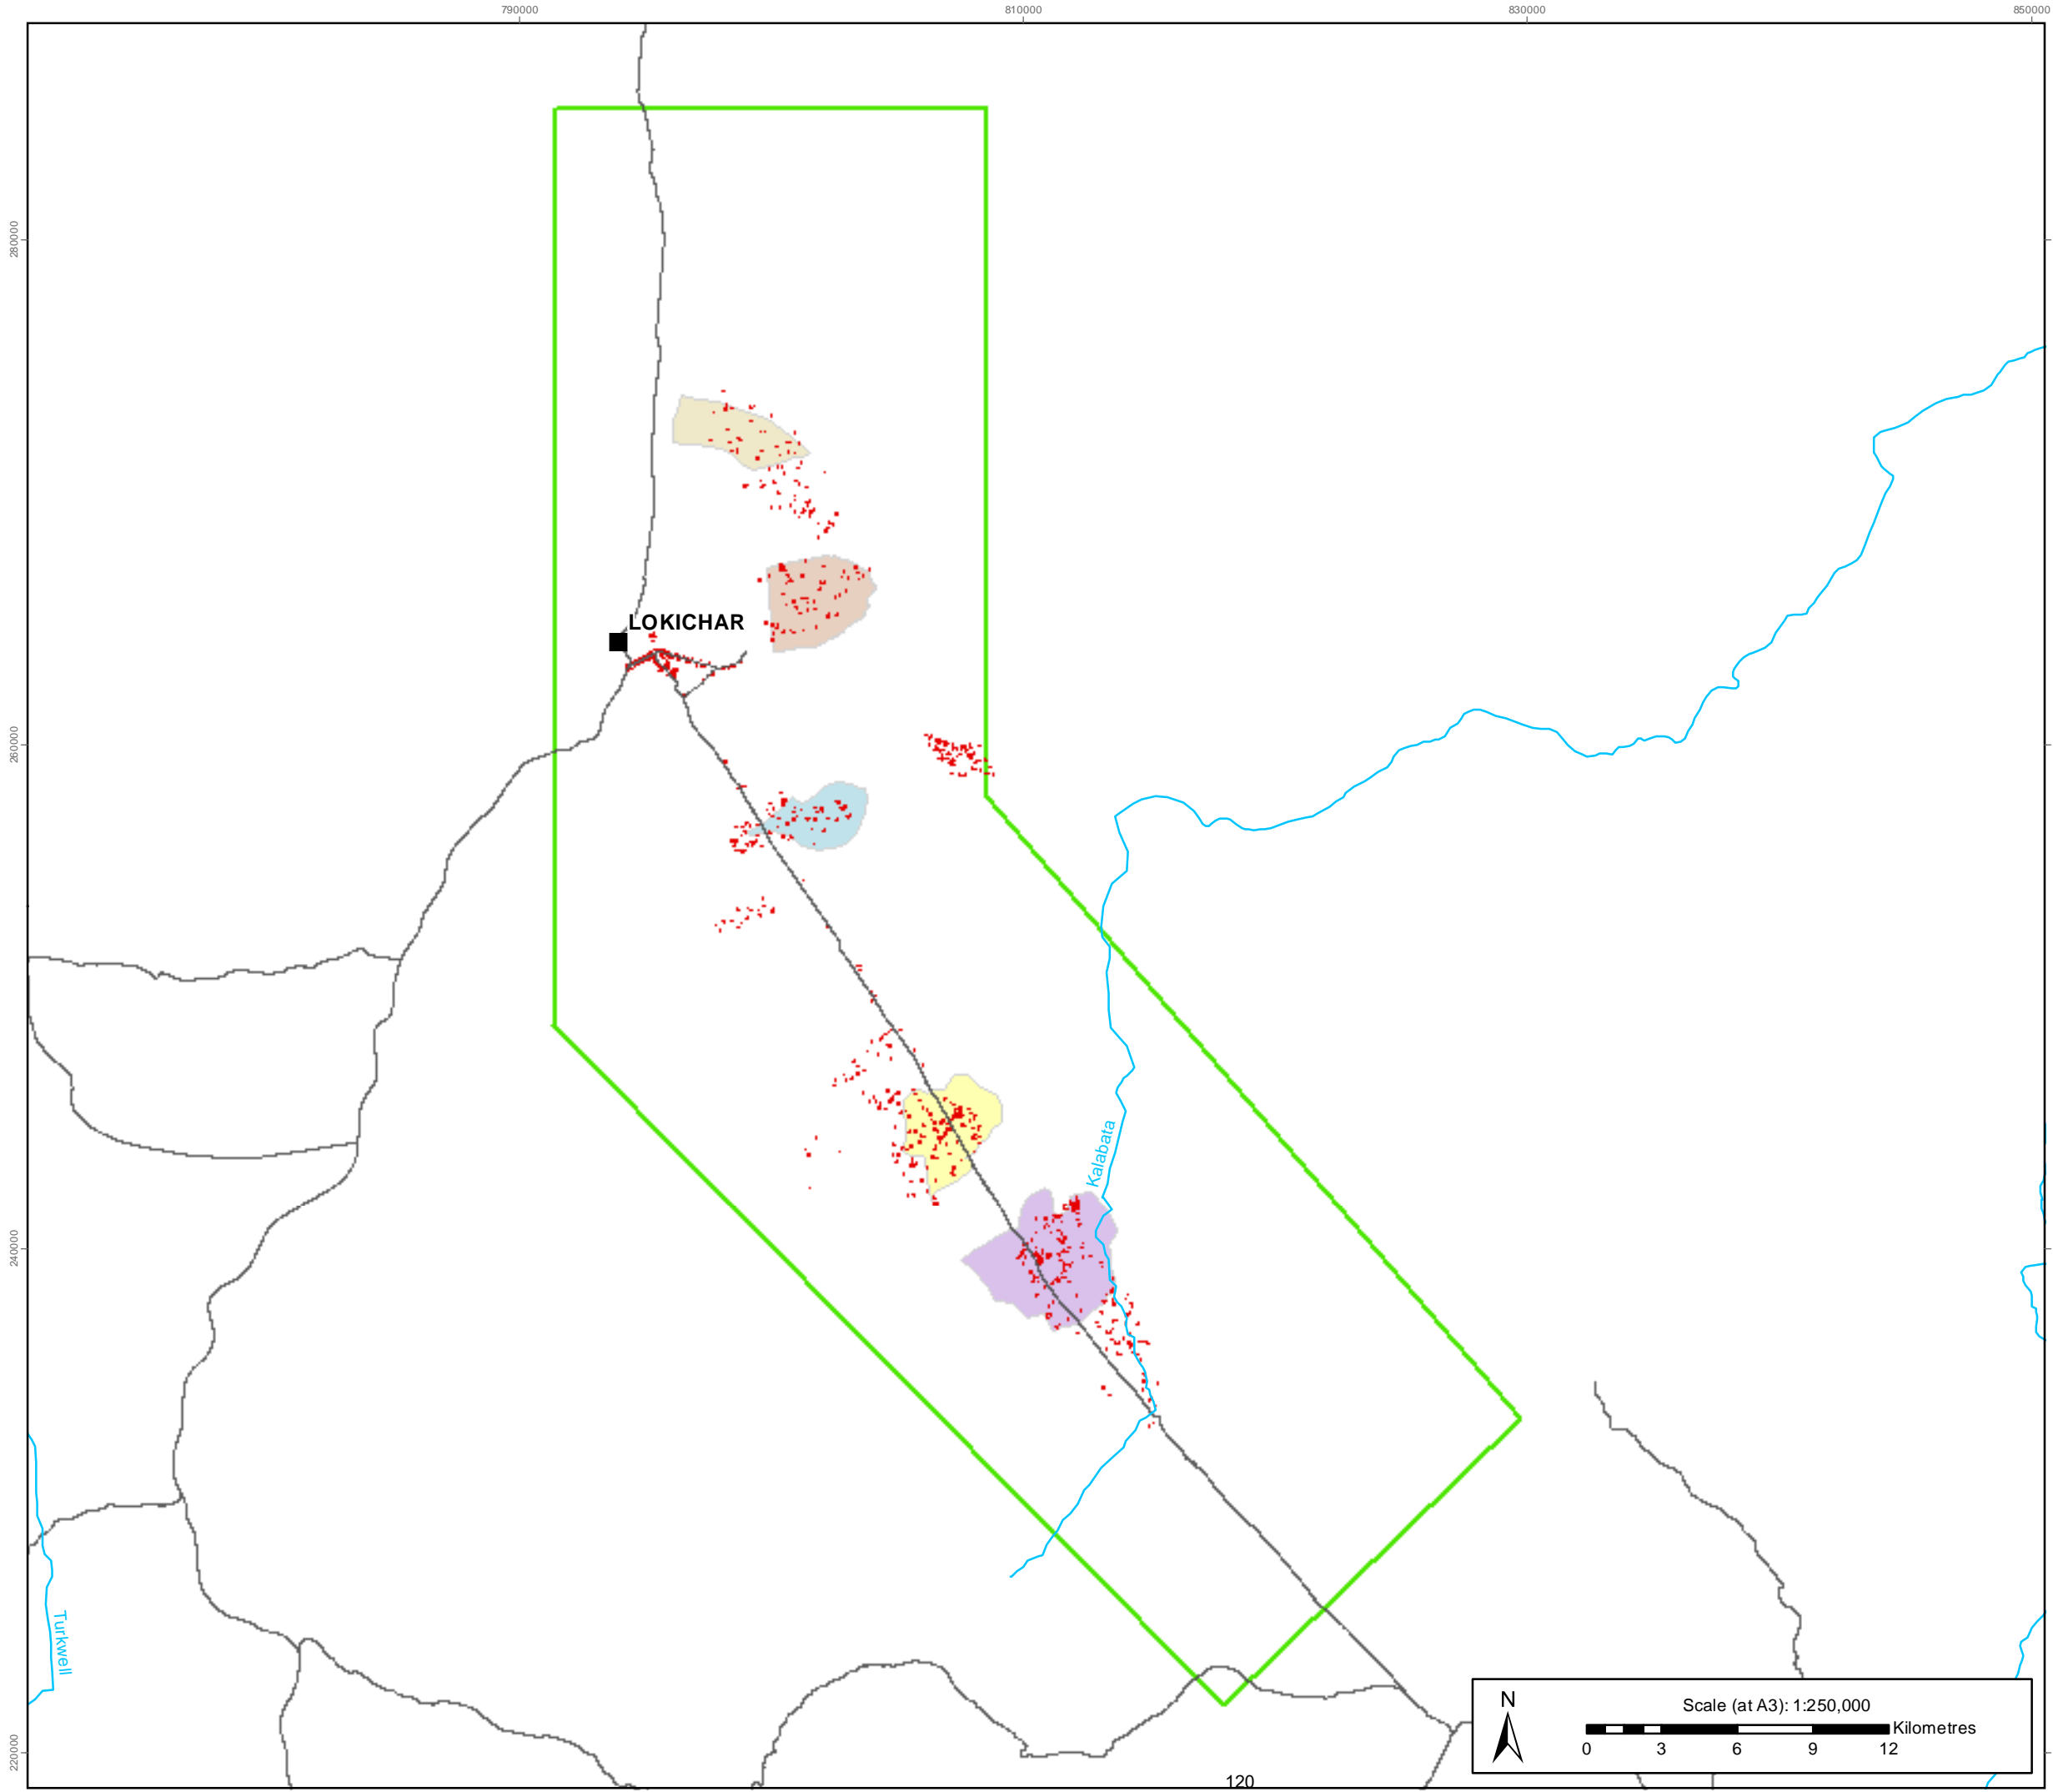 790000 810000 830000 850000
280000
LOKICHAR
260000
Kalabata
240000
Turkwell
N
Scale (at A3): 1:250,000
Kilometres
0 3 6 9 12
220000
120